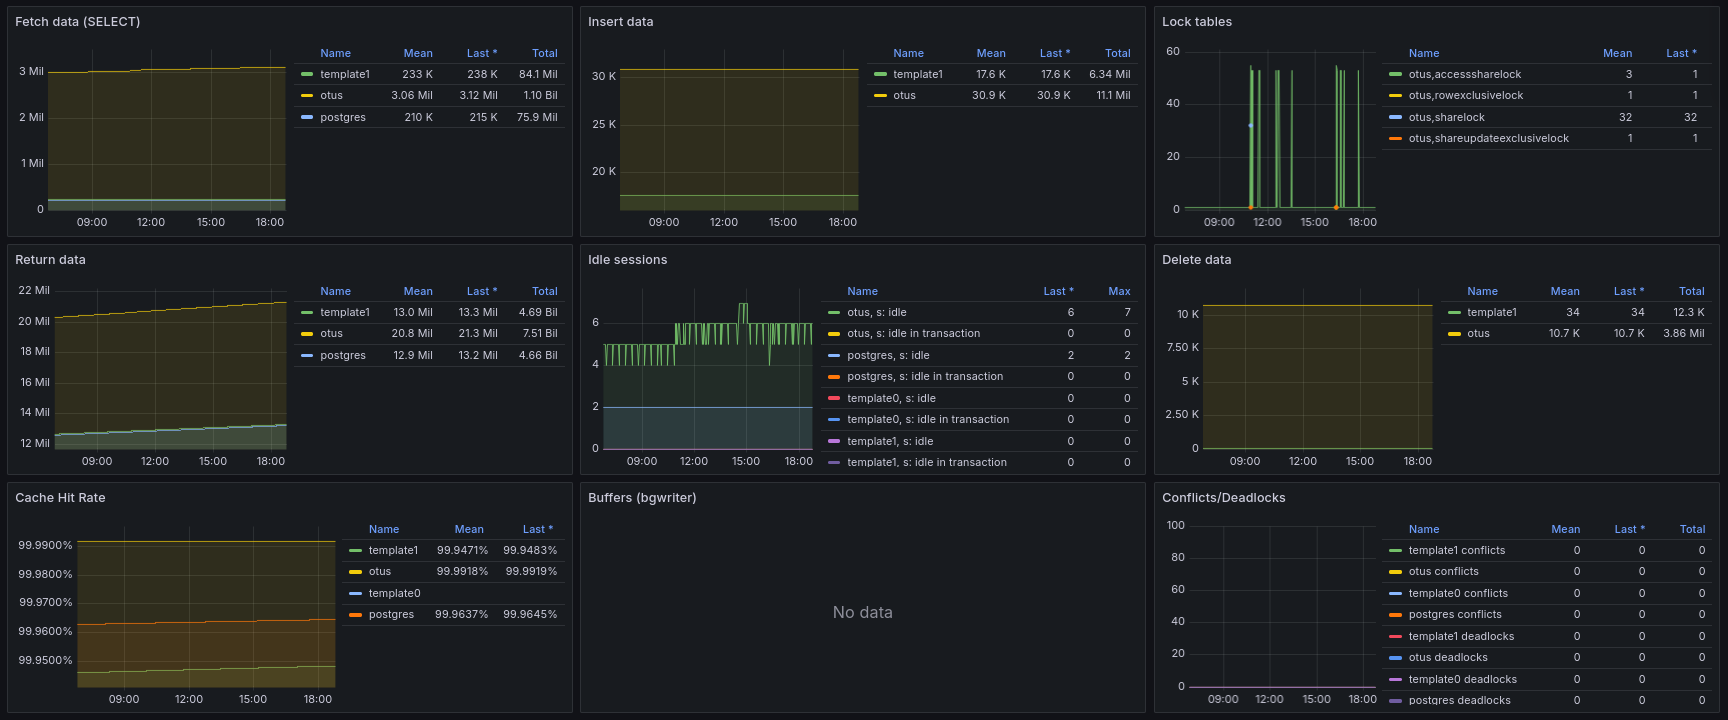 Fetch data (SELECT)
3 Mil
2 Mil
1 Mil
0
09:00 12:00 15:00 18:00
Name Mean Last * Total
template1 233 K 238 K 84.1 Mil
otus 3.06 Mil 3.12 Mil 1.10 Bil
postgres 210 K 215 K 75.9 Mil
Insert data
30 K
25 K
20 K
09:00 12:00 15:00 18:00
Name Mean Last * Total
template1 17.6 K 17.6 K 6.34 Mil
otus 30.9 K 30.9 K 11.1 Mil
Lock tables
60
40
20
0
09:00 12:00 15:00 18:00
Name Mean Last *
otus,accesssharelock 3 1
otus,rowexclusivelock 1 1
otus,sharelock 32 32
otus,shareupdateexclusivelock 1 1
Return data
22 Mil
20 Mil
18 Mil
16 Mil
14 Mil
12 Mil
09:00 12:00 15:00 18:00
Name Mean Last * Total
template1 13.0 Mil 13.3 Mil 4.69 Bil
otus 20.8 Mil 21.3 Mil 7.51 Bil
postgres 12.9 Mil 13.2 Mil 4.66 Bil
Idle sessions
6
4
2
0
09:00 12:00 15:00 18:00
Name Last * Max
otus, s: idle 6 7
otus, s: idle in transaction 0 0
postgres, s: idle 2 2
postgres, s: idle in transaction 0 0
template0, s: idle 0 0
template0, s: idle in transaction 0 0
template1, s: idle 0 0
template1, s: idle in transaction 0 0
Delete data
10 K
7.50 K
5 K
2.50 K
0
09:00 12:00 15:00 18:00
Name Mean Last * Total
template1 34 34 12.3 K
otus 10.7 K 10.7 K 3.86 Mil
Cache Hit Rate
99.9900%
99.9800%
99.9700%
99.9600%
99.9500%
09:00 12:00 15:00 18:00
Name Mean Last *
template1 99.9471% 99.9483%
otus 99.9918% 99.9919%
template0
postgres 99.9637% 99.9645%
Buffers (bgwriter)
No data
Conflicts/Deadlocks
100
80
60
40
20
0
09:00 12:00 15:00 18:00
Name Mean Last * Total
template1 conflicts 0 0 0
otus conflicts 0 0 0
template0 conflicts 0 0 0
postgres conflicts 0 0 0
template1 deadlocks 0 0 0
otus deadlocks 0 0 0
template0 deadlocks 0 0 0
postgres deadlocks 0 0 0